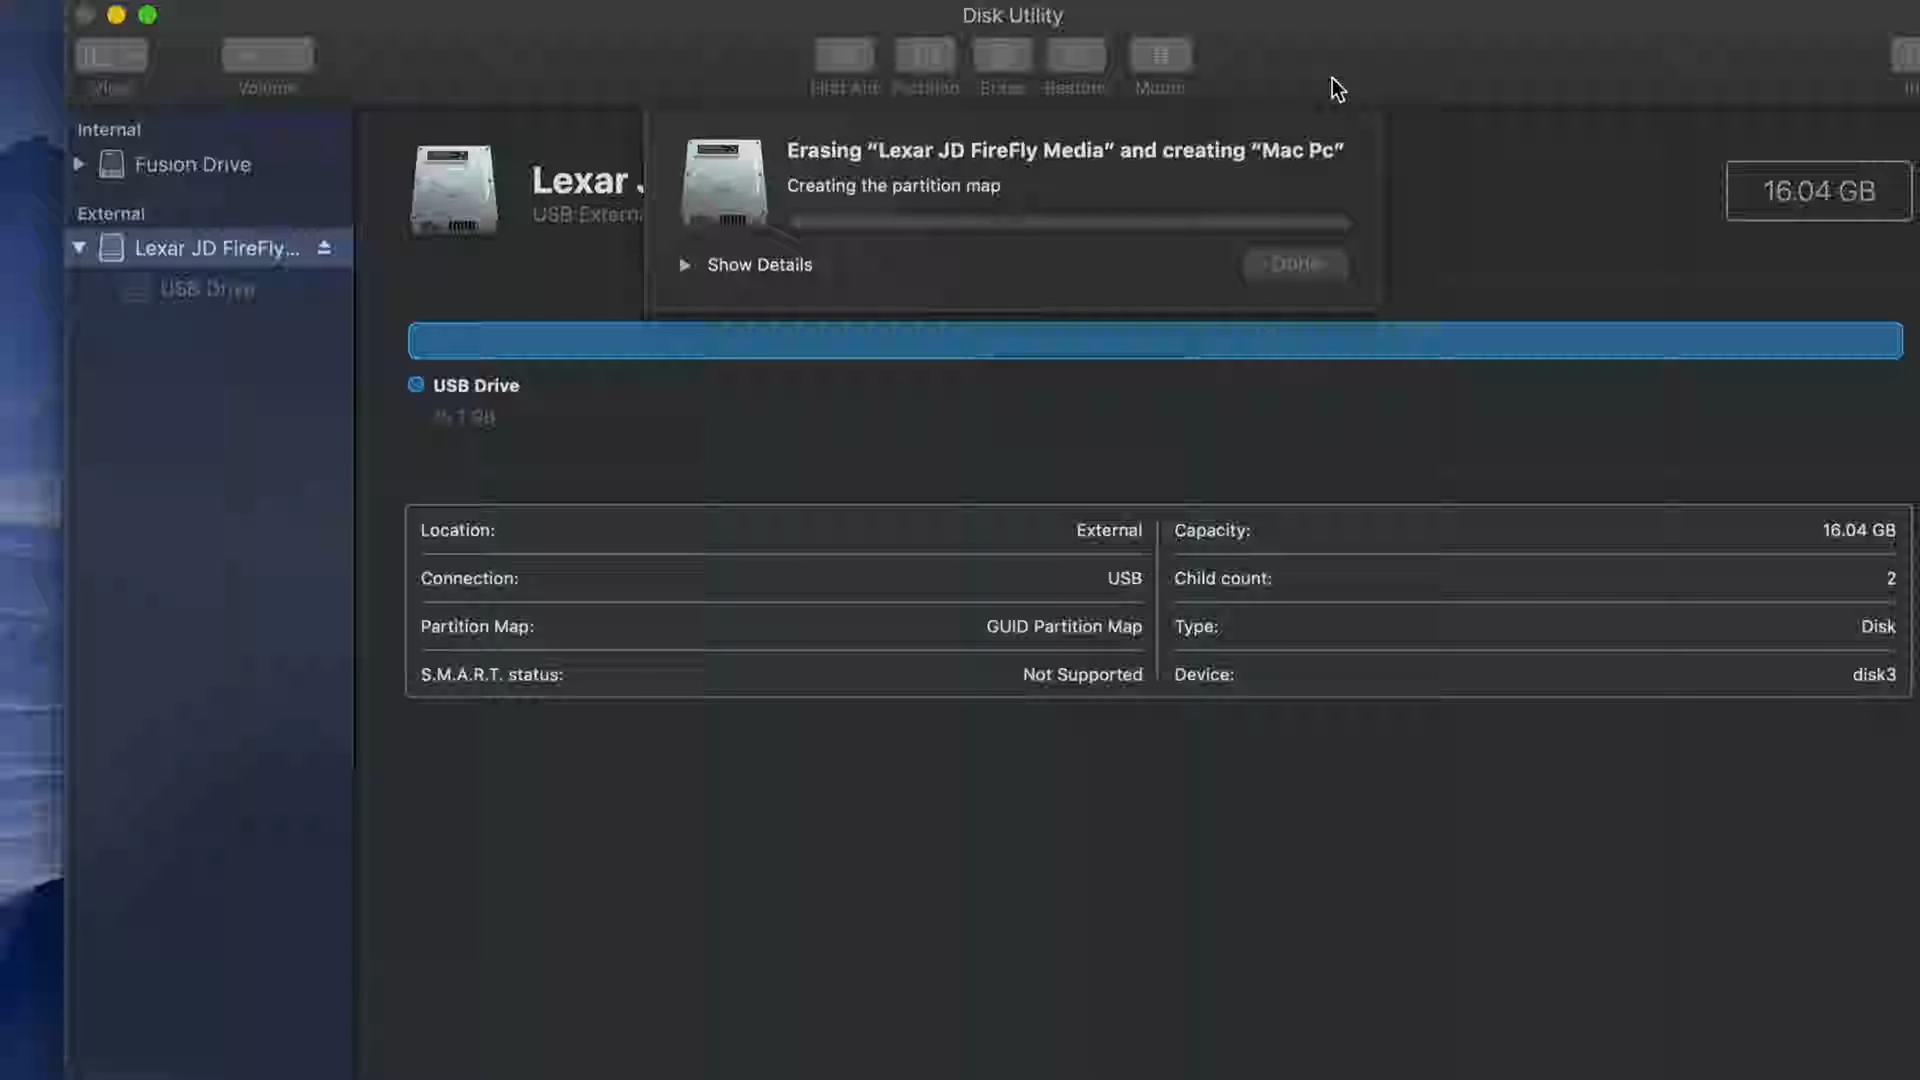 Disk Utility
View
Volume
First Aid Partition Erase Restore Mount
Internal
Fusion Drive
External
Lexar JD FireFly...
USB Drive
Lexar
USB Externa
Erasing “Lexar JD FireFly Media” and creating “Mac Pc”
Creating the partition map
Show Details
Done
16.04 GB
USB Drive
Location: External
Connection: USB
Partition Map: GUID Partition Map
S.M.A.R.T. status: Not Supported
Capacity: 16.04 GB
Child count: 2
Type: Disk
Device: disk3